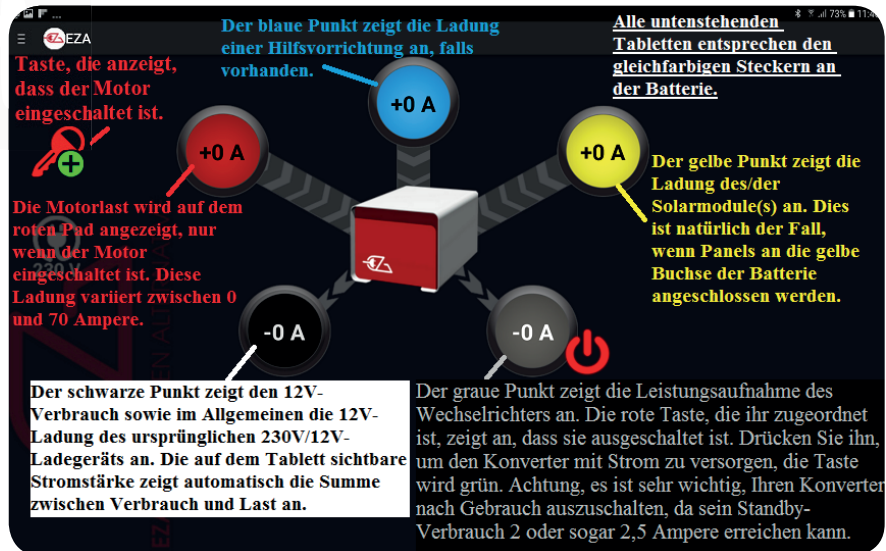 73% 11:40
EZA
Der blaue Punkt zeigt die Ladung
einer Hilfsvorrichtung an, falls
vorhanden.
Alle untenstehenden
Tabletten entsprechen den
gleichfarbigen Steckern an
der Batterie.
Taste, die anzeigt,
dass der Motor
eingeschaltet ist.
+0 A
+0 A
+0 A
Der gelbe Punkt zeigt die
Ladung des/der
Solarmodule(s) an. Dies
ist natürlich der Fall,
wenn Panels an die gelbe
Buchse der Batterie
angeschlossen werden.
Die Motorlast wird auf dem
roten Pad angezeigt, nur
wenn der Motor
eingeschaltet ist. Diese
Ladung variiert zwischen 0
und 70 Ampere.
230 V
-0 A
-0 A
Der schwarze Punkt zeigt den 12V-
Verbrauch sowie im Allgemeinen die 12V-
Ladung des ursprünglichen 230V/12V-
Ladegeräts an. Die auf dem Tablett sichtbare
Stromstärke zeigt automatisch die Summe
zwischen Verbrauch und Last an.
Der graue Punkt zeigt die Leistungsaufnahme des
Wechselrichters an. Die rote Taste, die ihr zugeordnet
ist, zeigt an, dass sie ausgeschaltet ist. Drücken Sie ihn,
um den Konverter mit Strom zu versorgen, die Taste
wird grün. Achtung, es ist sehr wichtig, Ihren Konverter
nach Gebrauch auszuschalten, da sein Standby-
Verbrauch 2 oder sogar 2,5 Ampere erreichen kann.